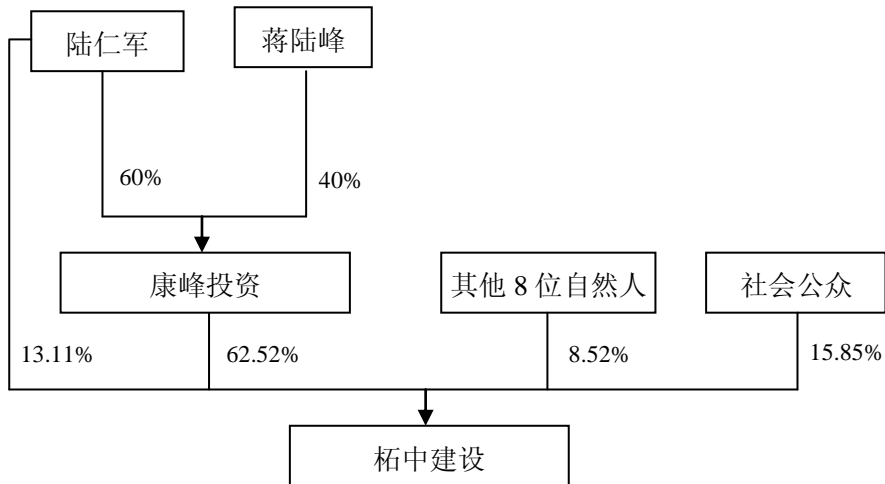 陆仁军
蒋陆峰
60%
40%
康峰投资
其他 8 位自然人
社会公众
13.11%
62.52%
8.52%
15.85%
柘中建设